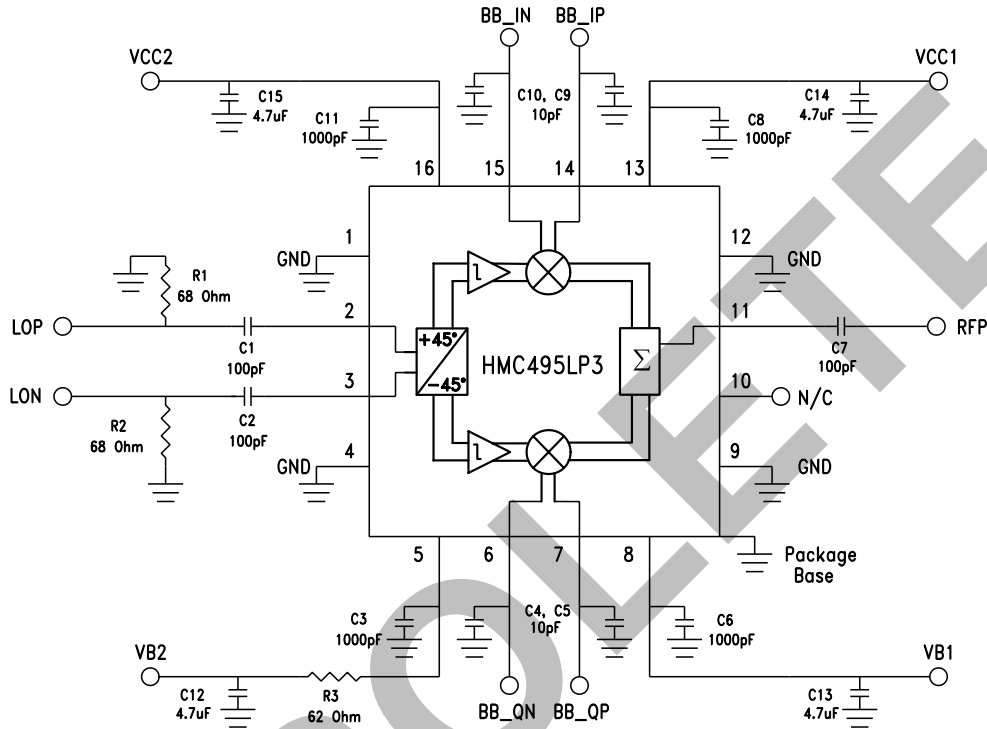 BB_IN BB_IP
VCC2 VCC1
C15
4.7uF
C11
1000pF
C10, C9
10pF
C14
4.7uF
C8
1000pF
16 15 14 13
1
GND
12
GND
R1
68 Ohm
LOP
2
C1
100pF
11
RFP
C7
100pF
+45°
-45°
HMC495LP3
Σ
LON
3
C2
100pF
10
N/C
R2
68 Ohm
4
GND
9
GND
5 6 7 8
Package
Base
C3
1000pF
C4, C5
10pF
C6
1000pF
VB2 VB1
C12
4.7uF
R3
62 Ohm
BB_QN BB_QP
C13
4.7uF
OBSOLETE